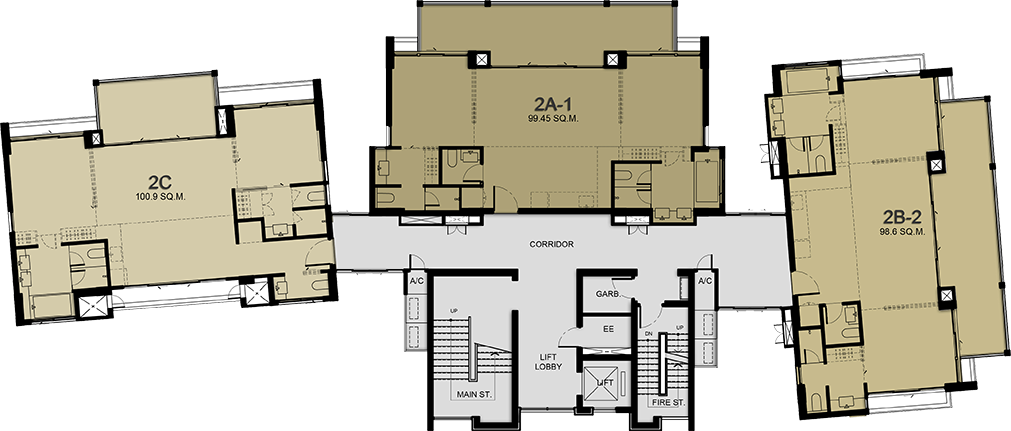 2A-1
99.45 SQ.M.
2C
100.9 SQ.M.
2B-2
98.6 SQ.M.
CORRIDOR
A/C
A/C
GARB.
UP
EE
DN
UP
LIFT
LOBBY
LIFT
MAIN ST.
FIRE ST.